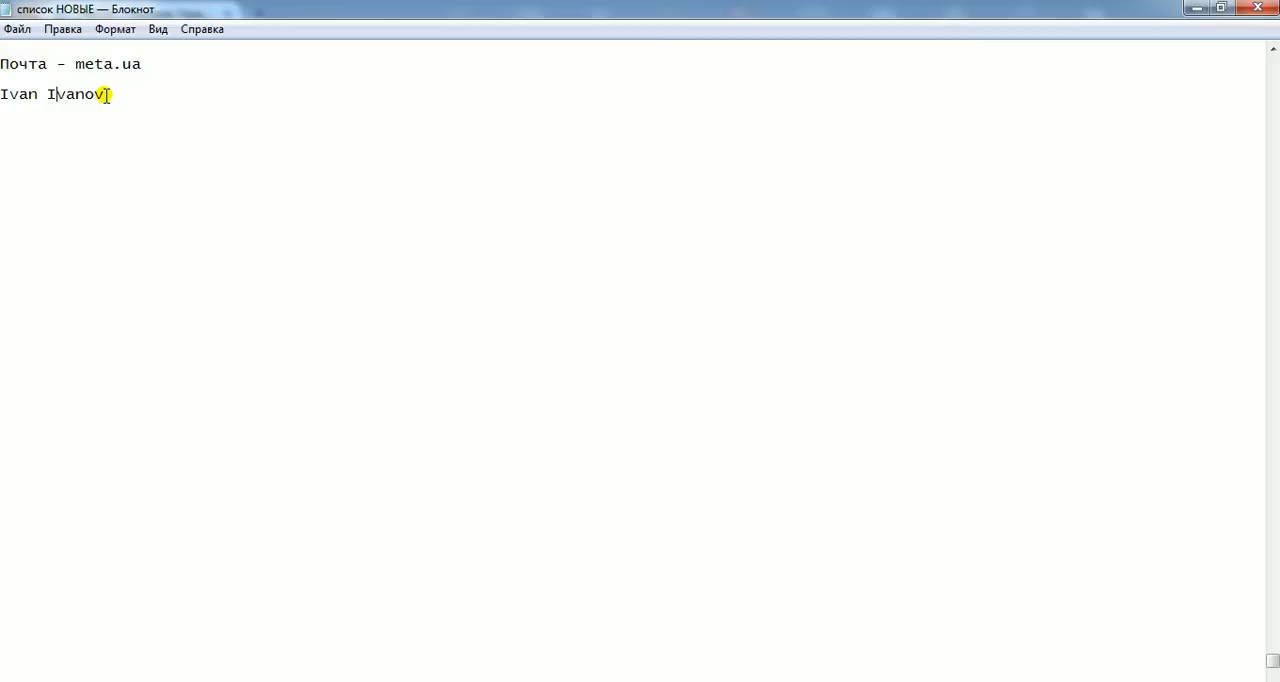 список НОВЫЕ — Блокнот
Файл Правка Формат Вид Справка
Почта - meta.ua
Ivan Ivanov